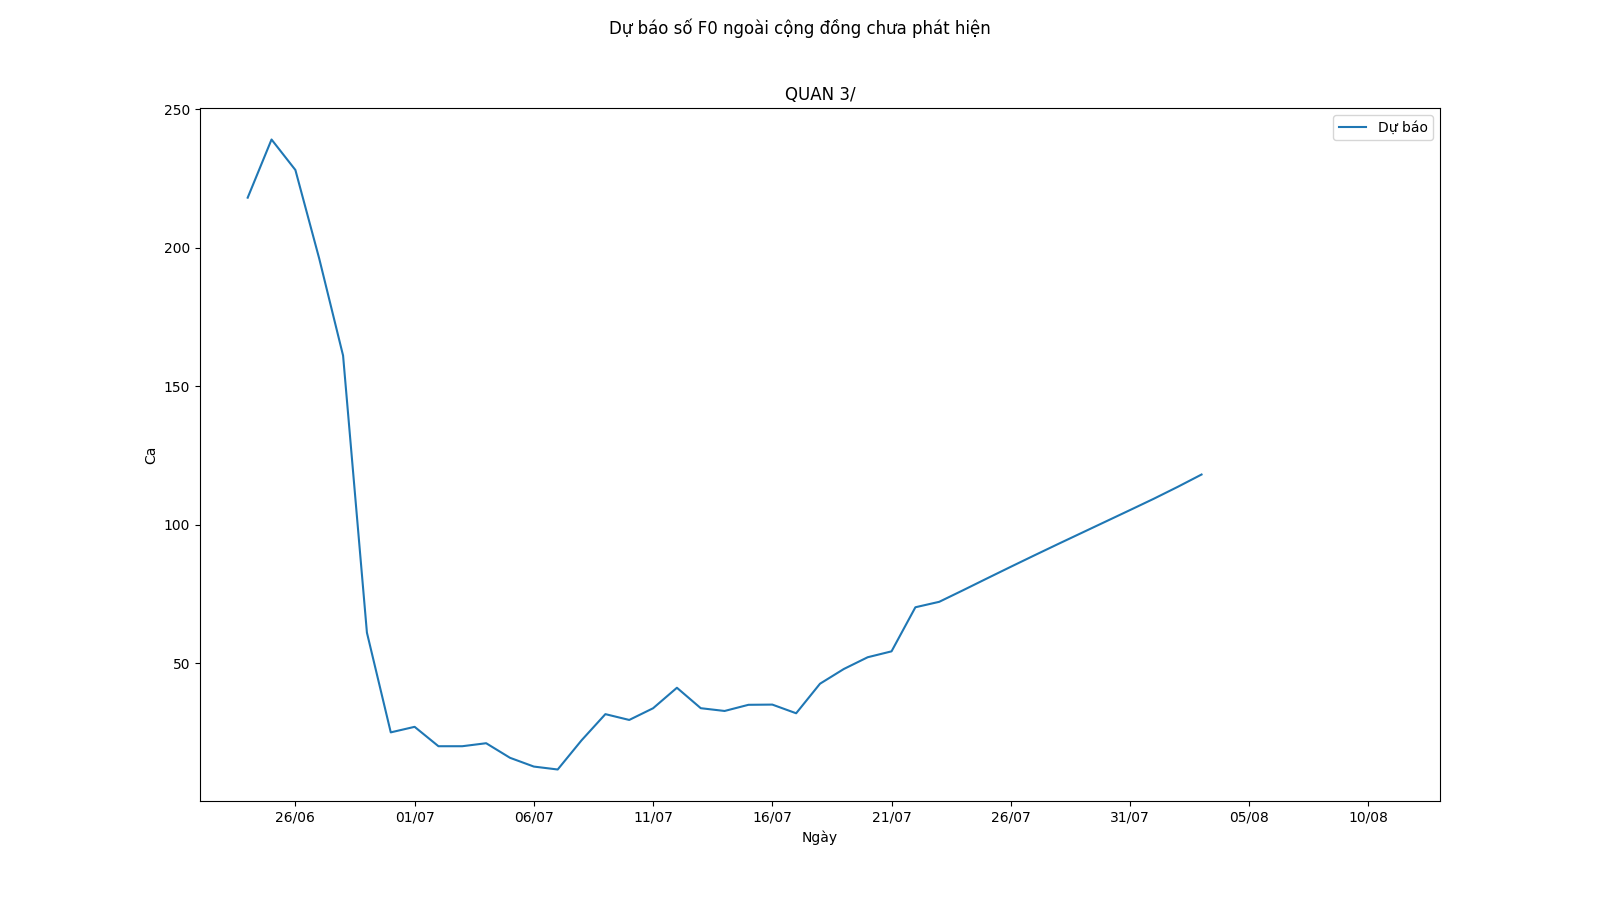 Dự báo số F0 ngoài cộng đồng chưa phát hiện
QUAN 3/
Dự báo
250
200
150
100
50
Ca
26/06 01/07 06/07 11/07 16/07 21/07 26/07 31/07 05/08 10/08
Ngày